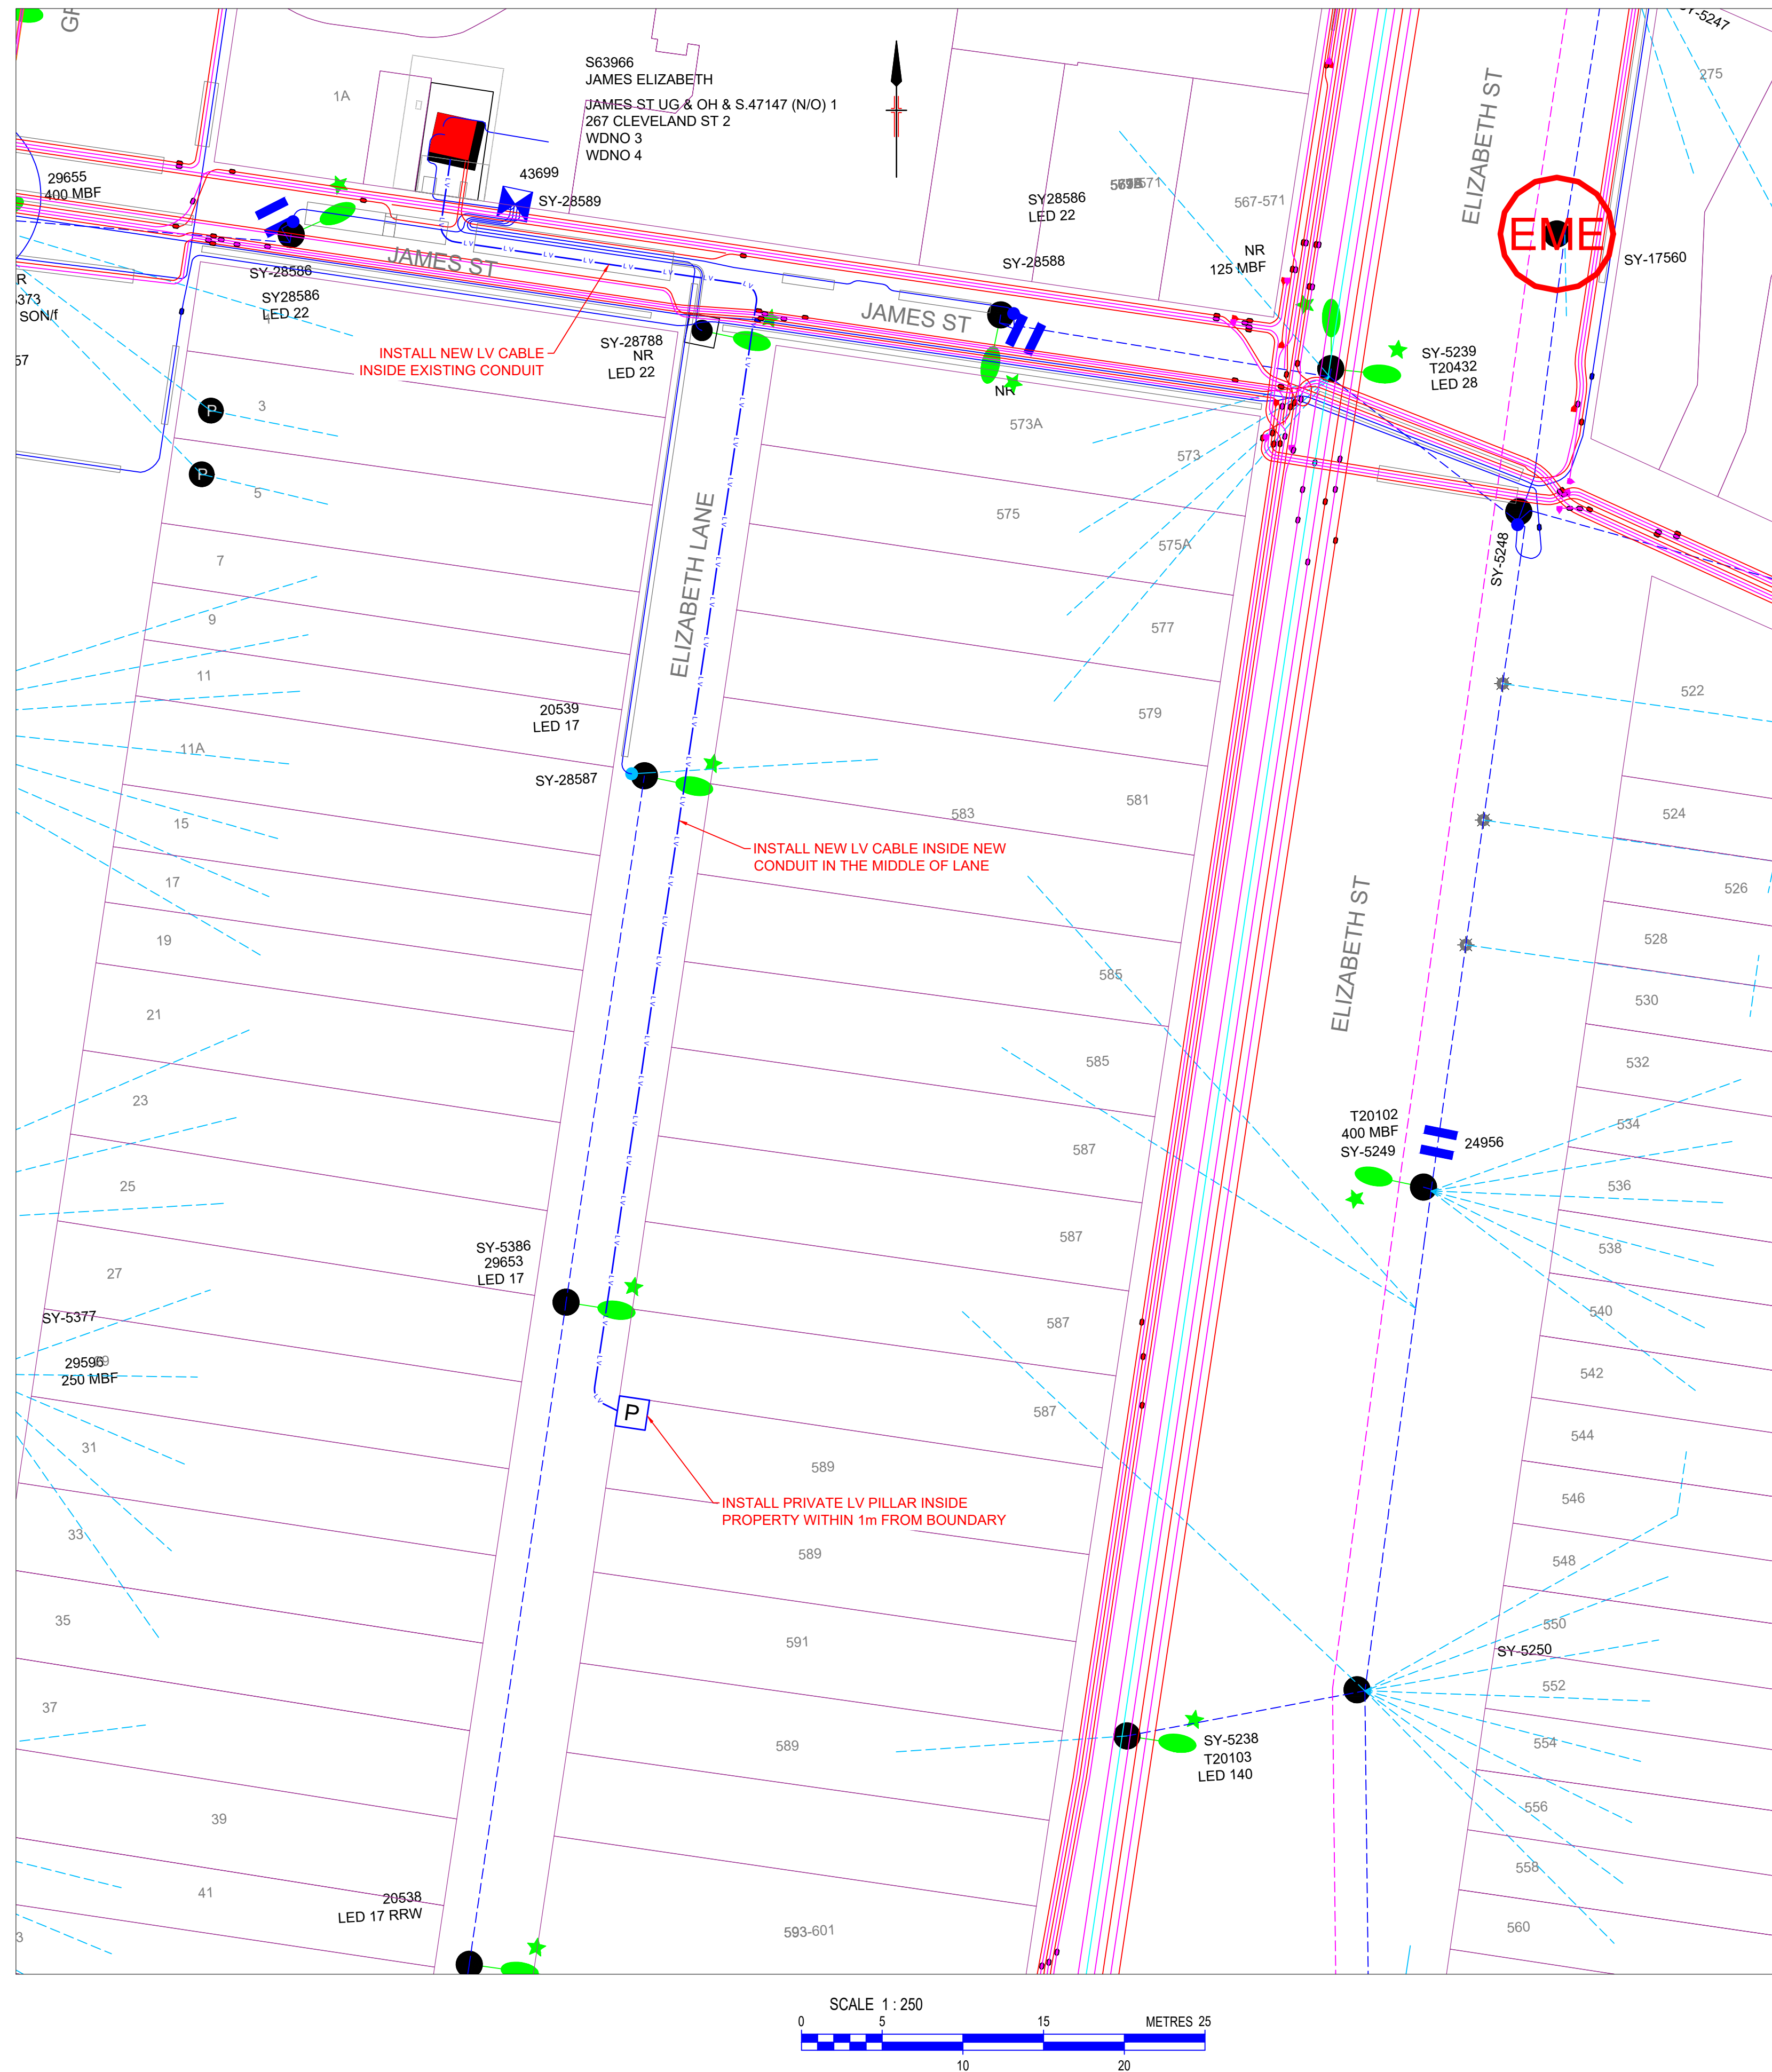 SY-5247
275
ELIZABETH ST
S63966
JAMES ELIZABETH
JAMES ST UG & OH & S.47147 (N/O) 1
267 CLEVELAND ST 2
WDNO 3
WDNO 4
1A
29655
400 MBF
43699
SY-28589
SY28586
LED 22
SY-28588
567-571
NR
125 MBF
EME
SY-17560
JAMES ST
SY-28586
SY28586
LED 22
1
R
SON/f
57
INSTALL NEW LV CABLE
INSIDE EXISTING CONDUIT
SY-28788
NR
LED 22
JAMES ST
NR
SY-5239
T20432
LED 28
P
3
P
5
573A
573
575
575A
SY-5248
7
9
11
11A
ELIZABETH LANE
577
579
522
20539
LED 17
SY-28587
583
581
524
15
17
INSTALL NEW LV CABLE INSIDE NEW
CONDUIT IN THE MIDDLE OF LANE
526
19
528
ELIZABETH ST
585
530
21
585
532
23
T20102
400 MBF
SY-5249
24956
534
587
25
536
SY-5386
29653
LED 17
587
538
27
SY-5377
587
540
29596
250 MBF
542
P
587
544
31
589
546
INSTALL PRIVATE LV PILLAR INSIDE
PROPERTY WITHIN 1m FROM BOUNDARY
33
589
548
35
591
550
SY-5250
552
37
589
SY-5238
T20103
LED 140
554
556
39
558
41
20538
LED 17 RRW
593-601
560
3
SCALE 1 : 250
0 5 15 METRES 25
10 20